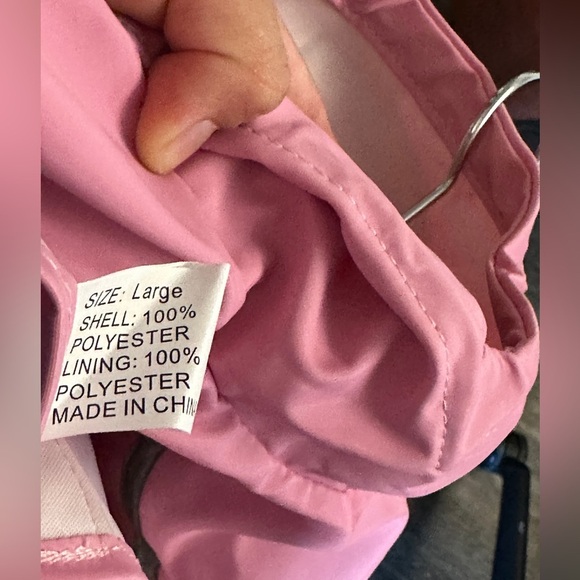 SIZE: Large
SHELL: 100%
POLYESTER
LINING: 100%
POLYESTER
MADE IN CHIN